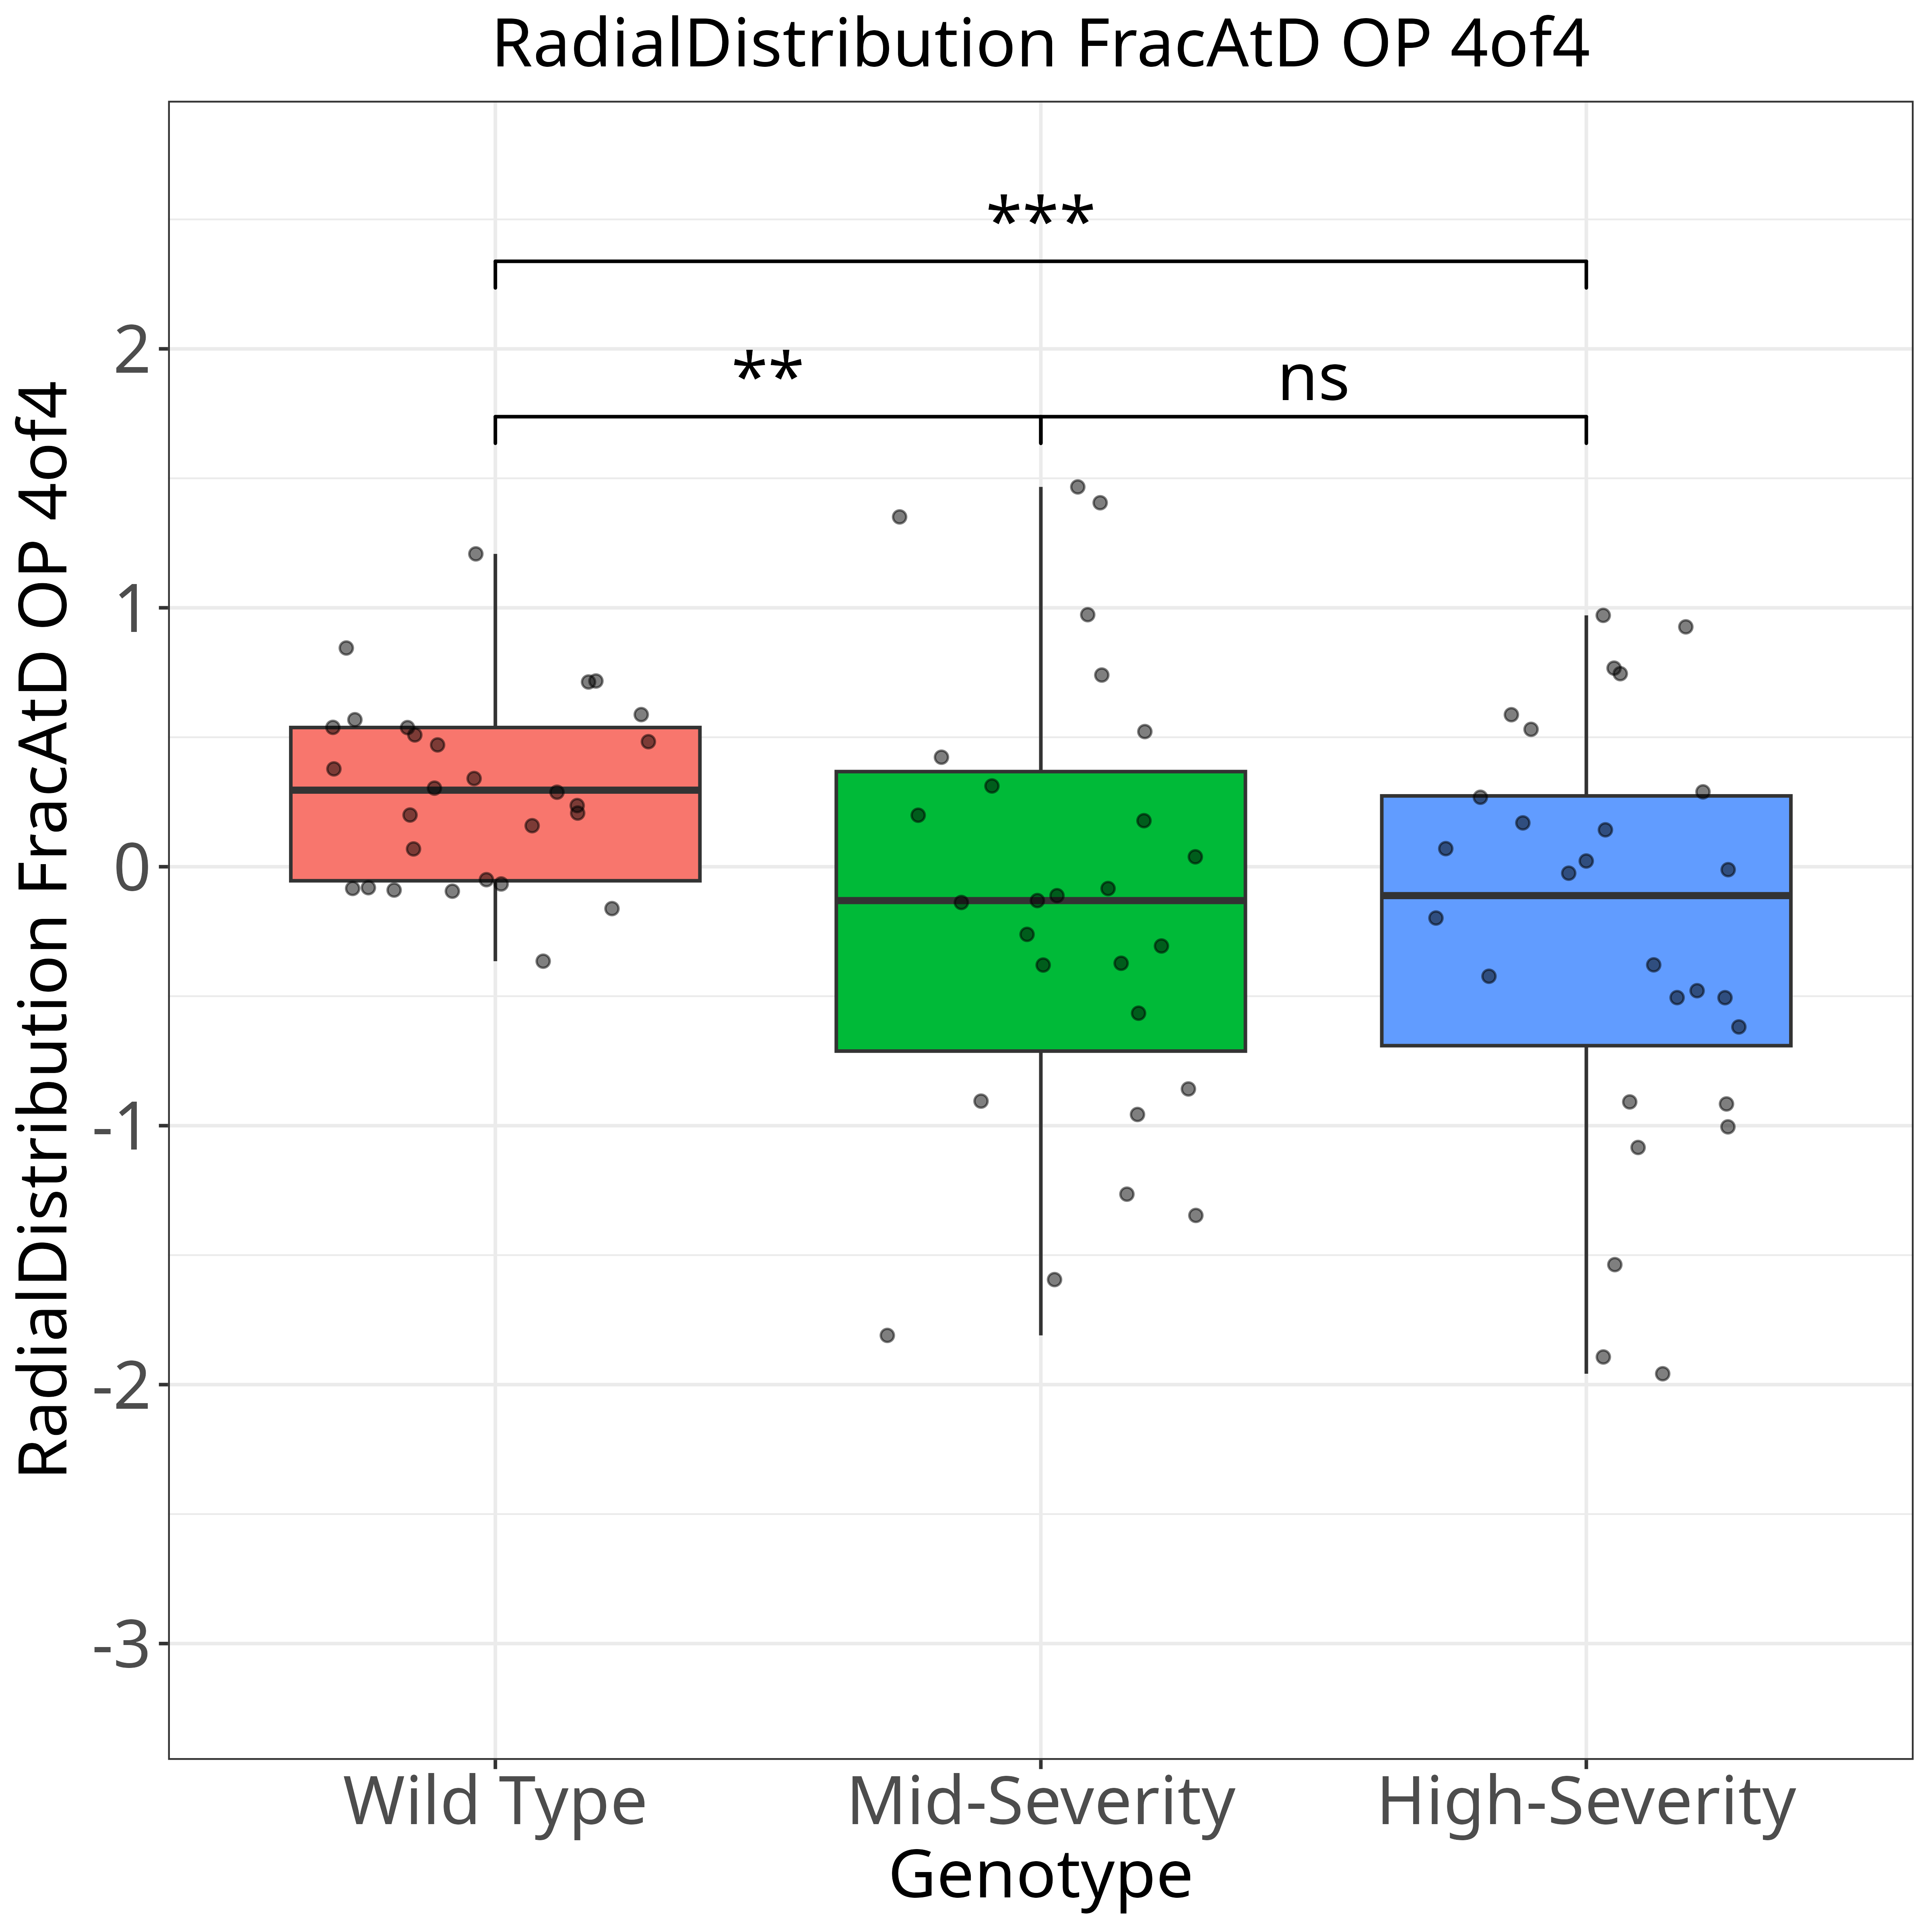 RadialDistribution FracAtD OP 4of4
***
**
ns
RadialDistribution FracAtD OP 4of4
2
1
0
-1
-2
-3
Wild Type
Mid-Severity
High-Severity
Genotype